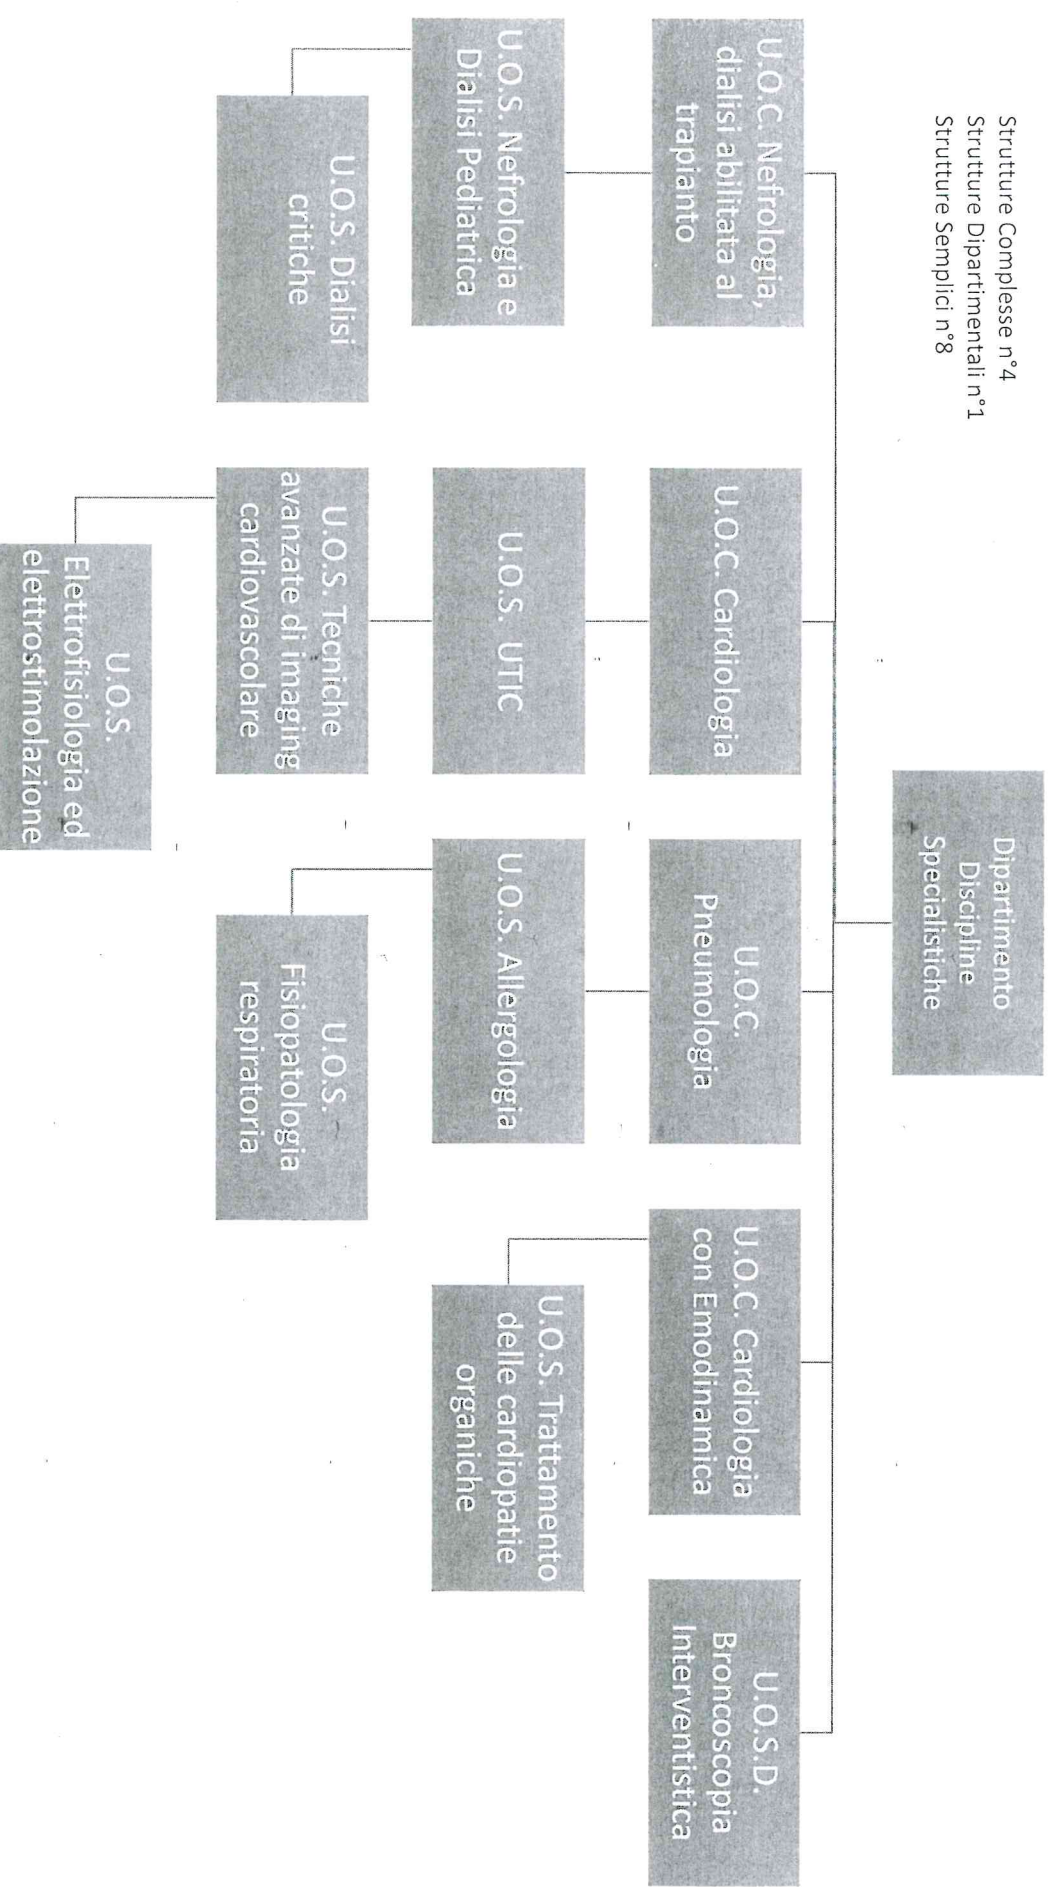 Strutture Complesse n°4
Strutture Dipartimentali n°1
Strutture Semplici n°8
Dipartimento
Discipline
Specialistiche
U.O.C. Nefrologia,
dialisi abilitata al
trapianto
U.O.S. Nefrologia e
Dialisi Pediatrica
U.O.S. Dialisi
critiche
U.O.C. Cardiologia
U.O.S. UTIC
U.O.S. Tecniche
avanzate di imaging
cardiovascolare
U.O.S.
Elettrofisiologia ed
elettrostimolazione
U.O.C.
Pneumologia
U.O.S. Allergologia
U.O.S.
Fisiopatologia
respiratoria
U.O.C. Cardiologia
con Emodinamica
U.O.S. Trattamento
delle cardiopatie
organiche
U.O.S.D.
Broncoscopia
Interventistica